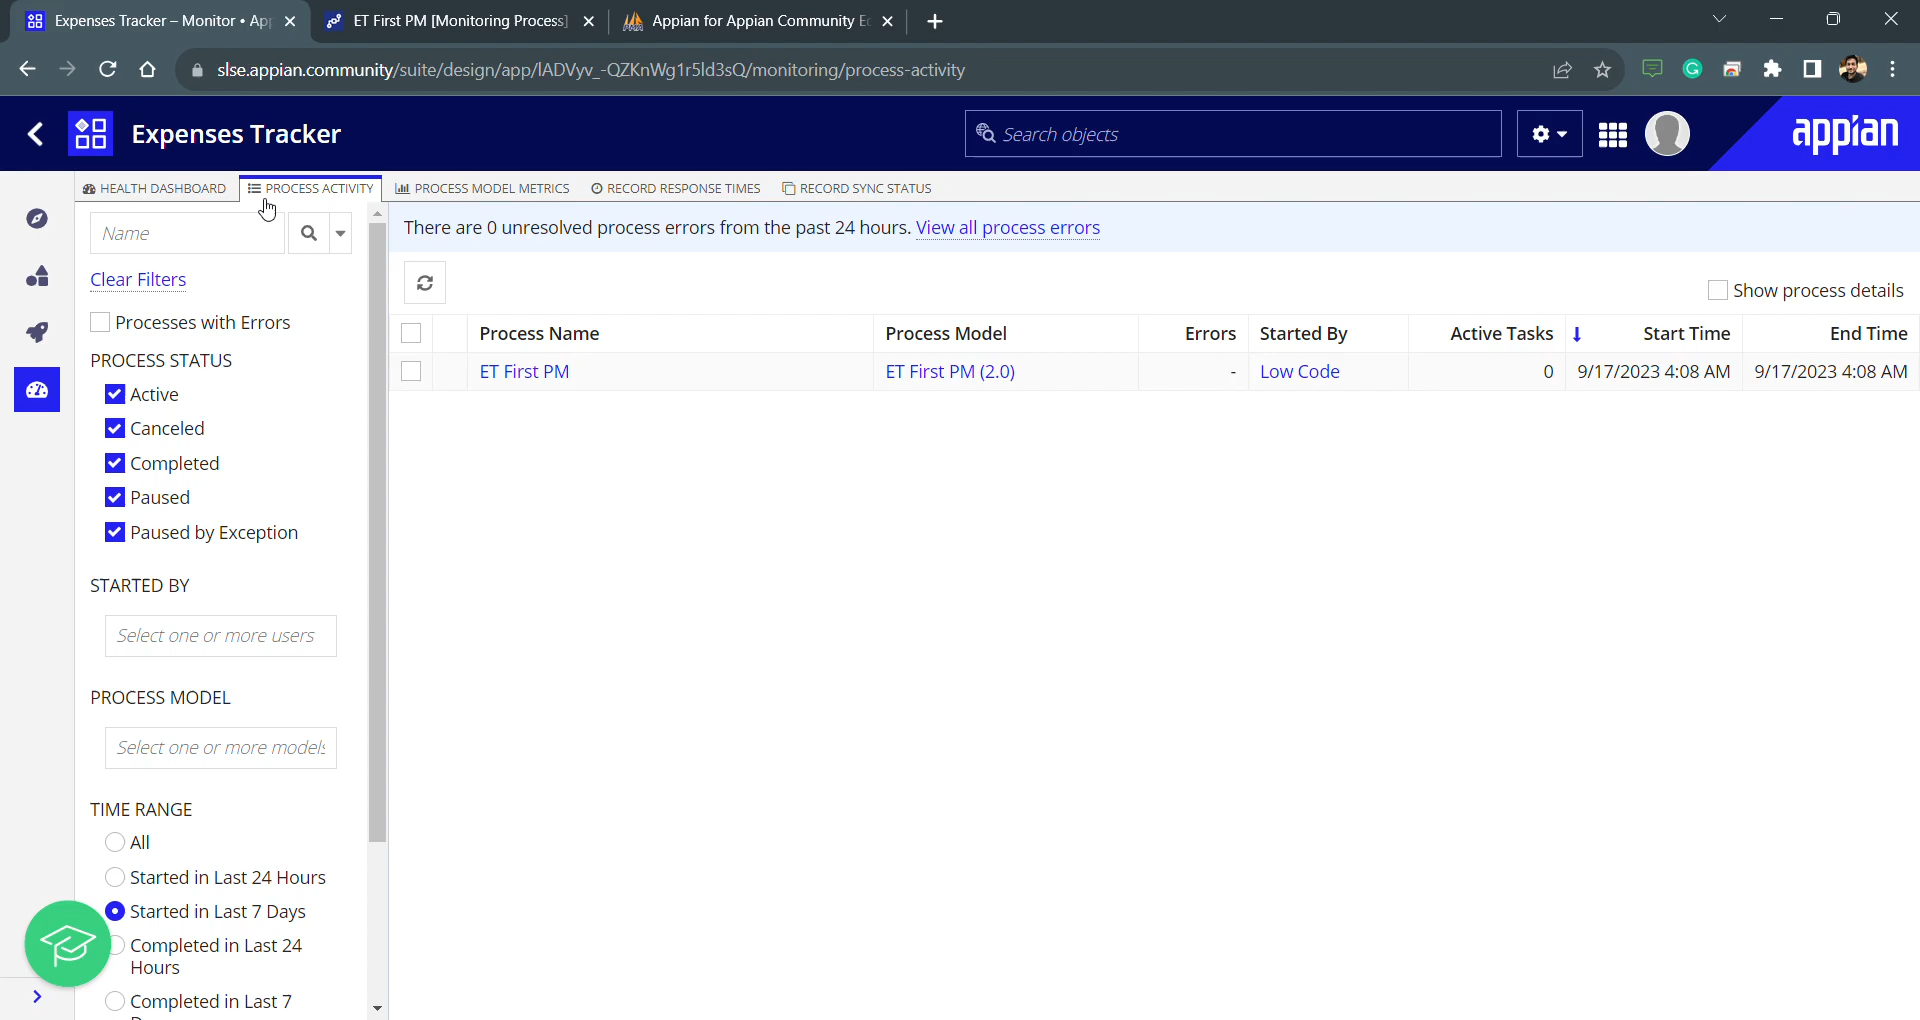 Expenses Tracker – Monitor • Ap
ET First PM [Monitoring Process]
Appian for Appian Community E
slse.appian.community/suite/design/app/lADVyv_-QZKnWg1r5ld3sQ/monitoring/process-activity
Expenses Tracker
Search objects
appian
HEALTH DASHBOARD
PROCESS ACTIVITY
PROCESS MODEL METRICS
RECORD RESPONSE TIMES
RECORD SYNC STATUS
Name
There are 0 unresolved process errors from the past 24 hours. View all process errors
Clear Filters
Show process details
Processes with Errors
Process Name Process Model Errors Started By Active Tasks Start Time End Time
ET First PM ET First PM (2.0) - Low Code 0 9/17/2023 4:08 AM 9/17/2023 4:08 AM
PROCESS STATUS
Active
Canceled
Completed
Paused
Paused by Exception
STARTED BY
Select one or more users
PROCESS MODEL
Select one or more models
TIME RANGE
All
Started in Last 24 Hours
Started in Last 7 Days
Completed in Last 24
Hours
Completed in Last 7